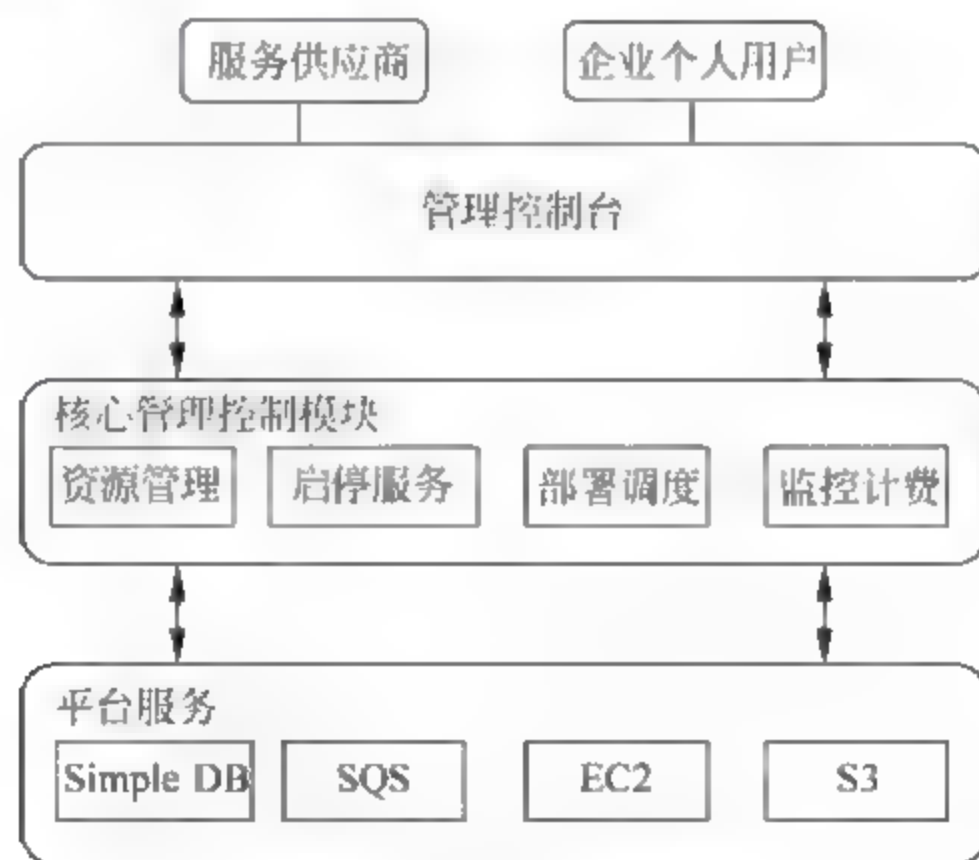 服务供应商
企业个人用户
管理控制台
核心管理控制模块
资源管理
启停服务
部署调度
监控计费
平台服务
Simple DB
SQS
EC2
S3